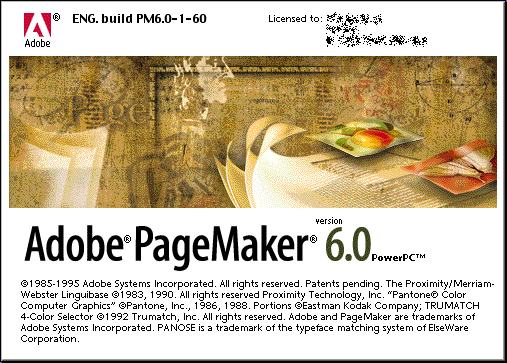 Adobe®
ENG. build PM6.0-1-60
Licensed to:
Page
version
Adobe® PageMaker® 6.0 PowerPC™
©1985-1995 Adobe Systems Incorporated. All rights reserved. Patents pending. The Proximity/Merriam-
Webster Linguibase ©1983, 1990. All rights reserved Proximity Technology, Inc. "Pantone© Color
Computer Graphics" ©Pantone, Inc., 1986, 1988. Portions ©Eastman Kodak Company; TRUMATCH
4-Color Selector ©1992 Trumatch, Inc. All rights reserved. Adobe and PageMaker are trademarks of
Adobe Systems Incorporated. PANOSE is a trademark of the typeface matching system of ElseWare
Corporation.